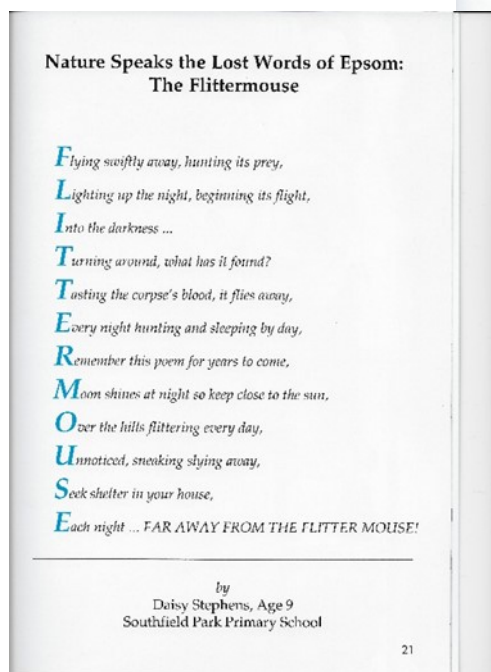 Nature Speaks the Lost Words of Epsom:
The Flittermouse
Flying swiftly away, hunting its prey,
Lighting up the night, beginning its flight,
Into the darkness ...
Turning around, what has it found?
Tasting the corpse's blood, it flies away,
Every night hunting and sleeping by day,
Remember this poem for years to come,
Moon shines at night so keep close to the sun,
Over the hills flittering every day,
Unnoticed, sneaking slying away,
Seek shelter in your house,
Each night ... FAR AWAY FROM THE FLITTER MOUSE!
by
Daisy Stephens, Age 9
Southfield Park Primary School
21